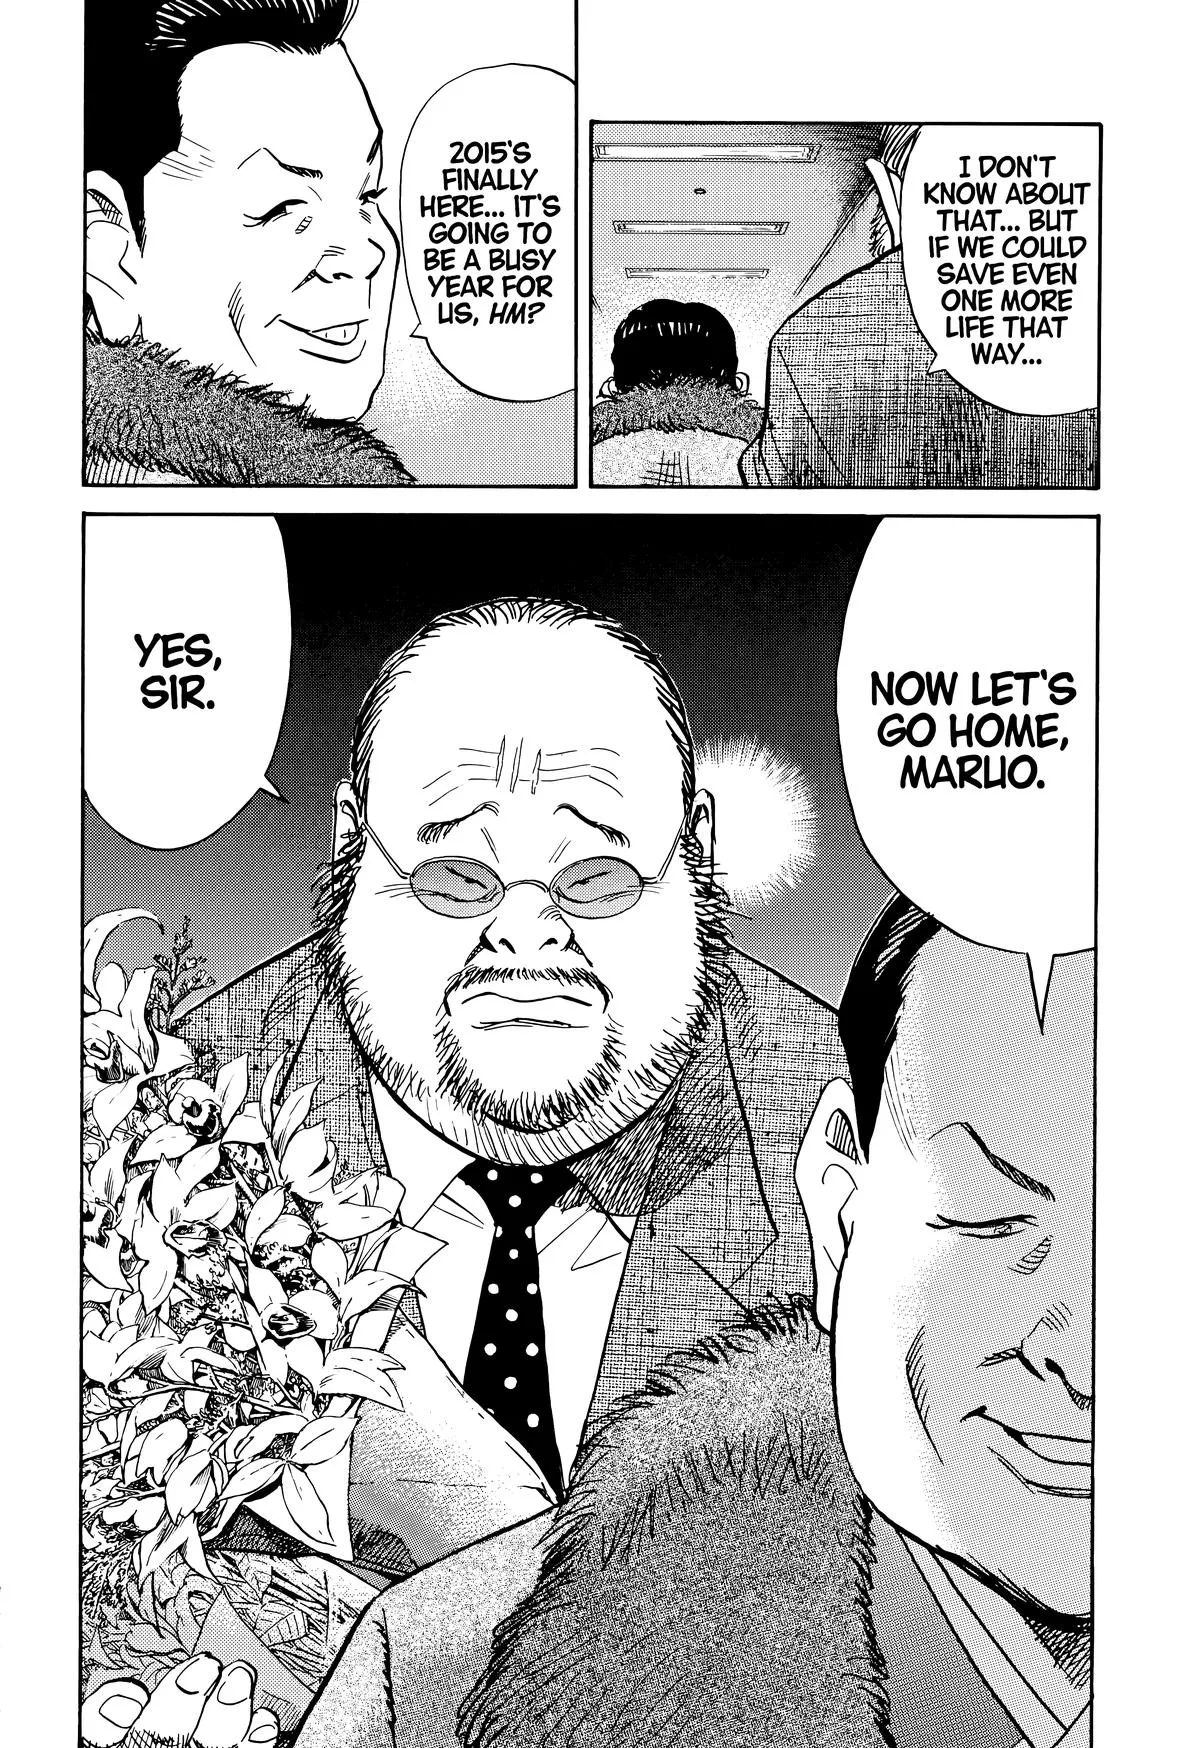 I DON'T
KNOW ABOUT
THAT... BUT
IF WE COULD
SAVE EVEN
ONE MORE
LIFE THAT
WAY...
2015'S
FINALLY
HERE... IT'S
GOING TO
BE A BUSY
YEAR FOR
US, HM?
NOW LET'S
GO HOME,
MARUO.
YES,
SIR.